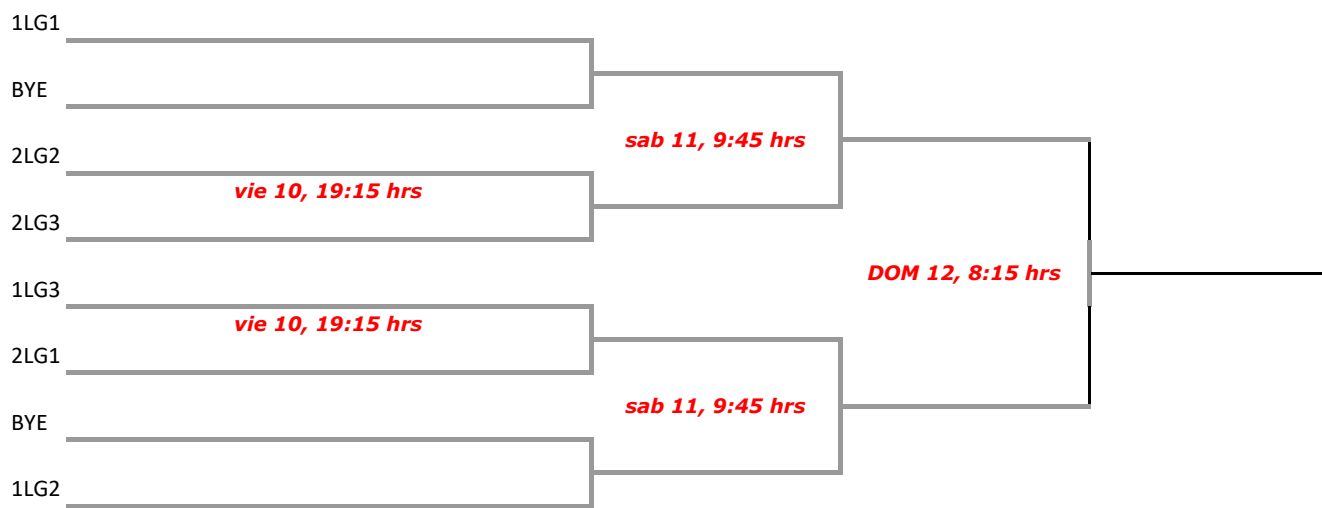 1LG1
BYE
sab 11, 9:45 hrs
2LG2
vie 10, 19:15 hrs
2LG3
DOM 12, 8:15 hrs
1LG3
vie 10, 19:15 hrs
2LG1
sab 11, 9:45 hrs
BYE
1LG2